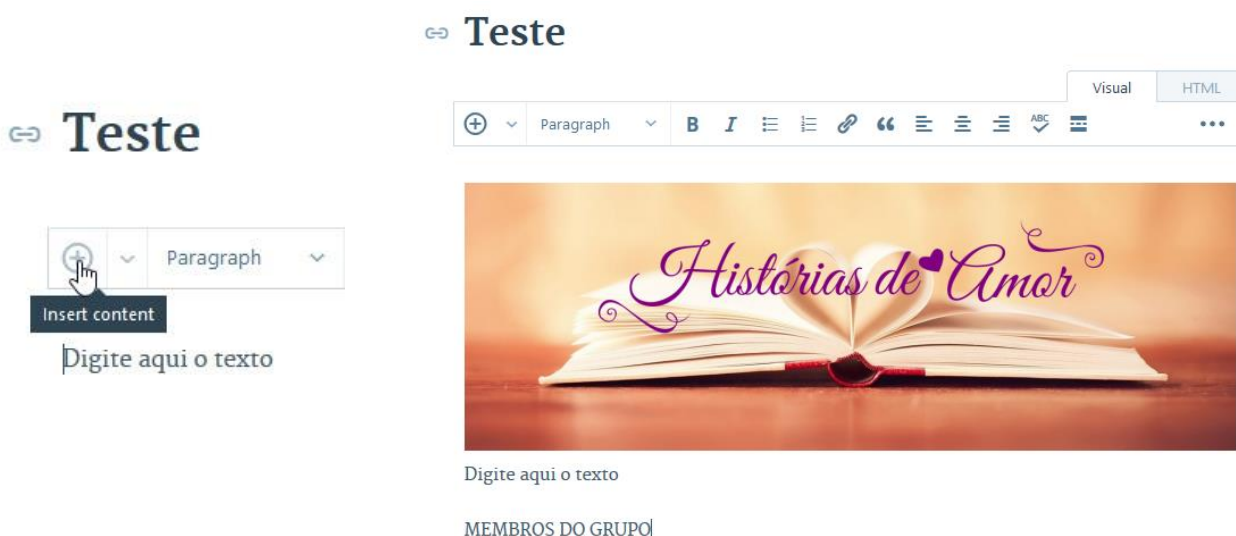 Teste
Paragraph
Insert content
Digite aqui o texto
Teste
Visual HTML
Paragraph B I “ ABC •••
Histórias de Amor
Digite aqui o texto
MEMBROS DO GRUPO